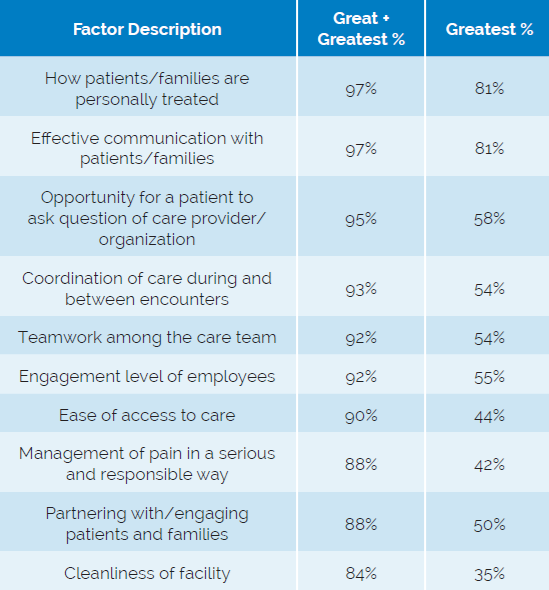 Factor Description
Great +
Greatest %
Greatest %
How patients/families are
personally treated
97%
81%
Effective communication with
patients/families
97%
81%
Opportunity for a patient to
ask question of care provider/
organization
95%
58%
Coordination of care during and
between encounters
93%
54%
Teamwork among the care team
92%
54%
Engagement level of employees
92%
55%
Ease of access to care
90%
44%
Management of pain in a serious
and responsible way
88%
42%
Partnering with/engaging
patients and families
88%
50%
Cleanliness of facility
84%
35%